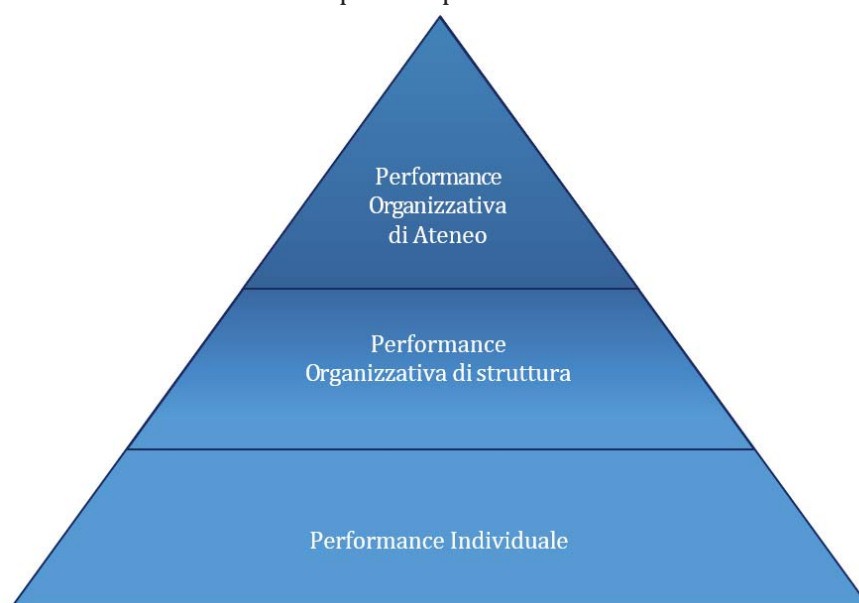 Performance
Organizzativa
di Ateneo
Performance
Organizzativa di struttura
Performance Individuale